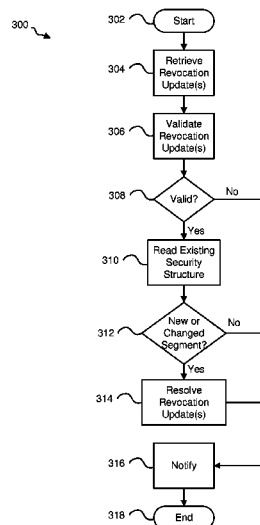 300
302
Start
304
Retrieve
Revocation
Update(s)
306
Validate
Revocation
Update(s)
308
Valid?
No
Yes
310
Read Existing
Security
Structure
312
New or
Changed
Segment?
No
Yes
314
Resolve
Revocation
Update(s)
316
Notify
318
End